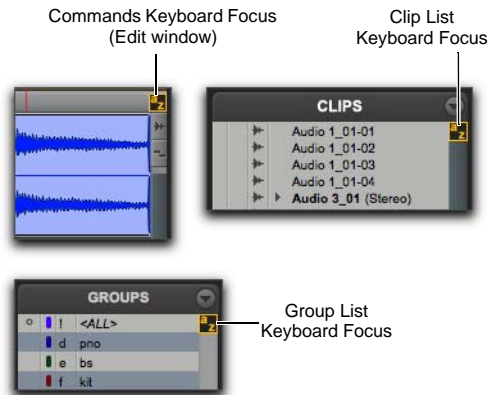 Commands Keyboard Focus
(Edit window)
Clip List
Keyboard Focus
a z
CLIPS
a z
Audio 1_01-01
Audio 1_01-02
Audio 1_01-03
Audio 1_01-04
Audio 3_01 (Stereo)
GROUPS
! <ALL>
a z
d pno
e bs
f kit
Group List
Keyboard Focus